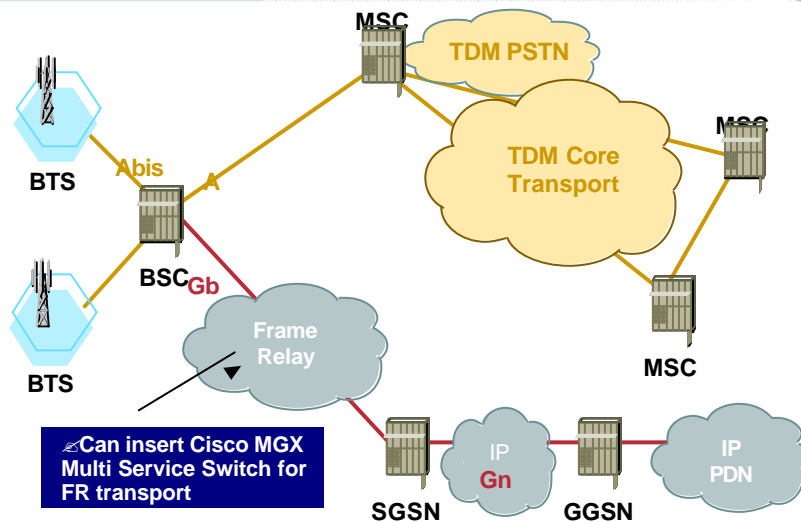 MSC
TDM PSTN
MSC
TDM Core
Transport
Abis
A
BTS
BSC
Gb
BTS
Frame
Relay
MSC
✍Can insert Cisco MGX
Multi Service Switch for
FR transport
IP
Gn
IP
PDN
SGSN
GGSN